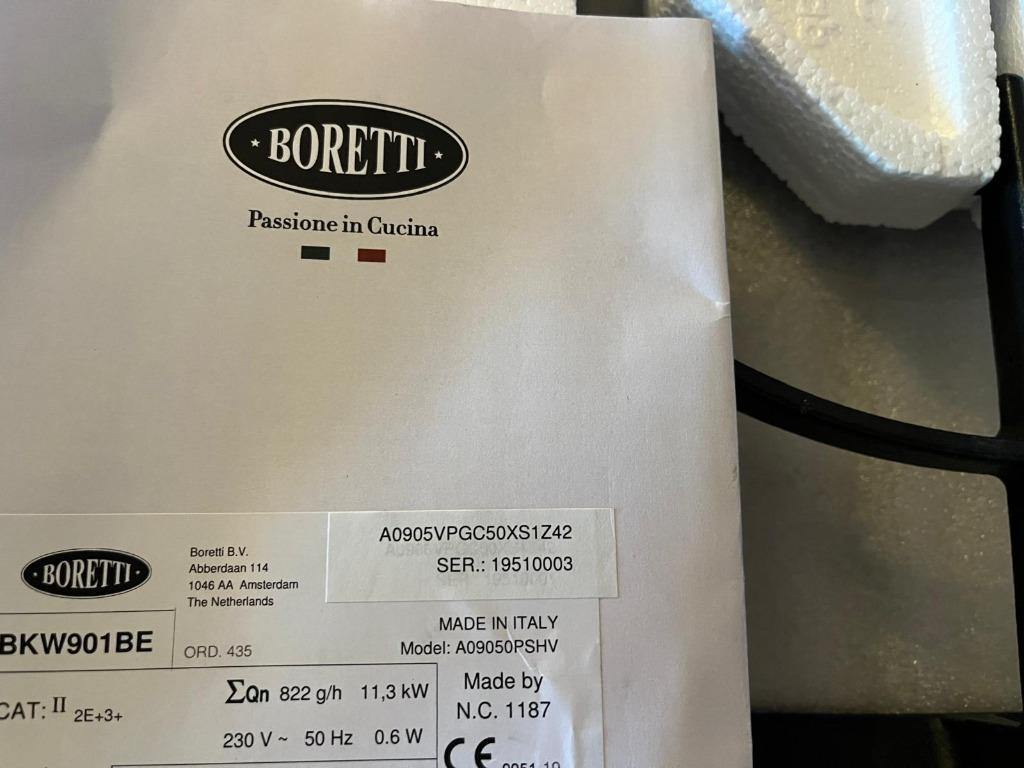 BORETTI
Passione in Cucina
A0905VPGC50XS1Z42
SER.: 19510003
BORETTI
Boretti B.V.
Abberdaan 114
1046 AA Amsterdam
The Netherlands
MADE IN ITALY
BKW901BE
ORD. 435
Model: A09050PSHV
CAT: II 2E+3+
ΣQn 822 g/h 11,3 kW
230 V ~ 50 Hz 0.6 W
Made by
N.C. 1187
CE